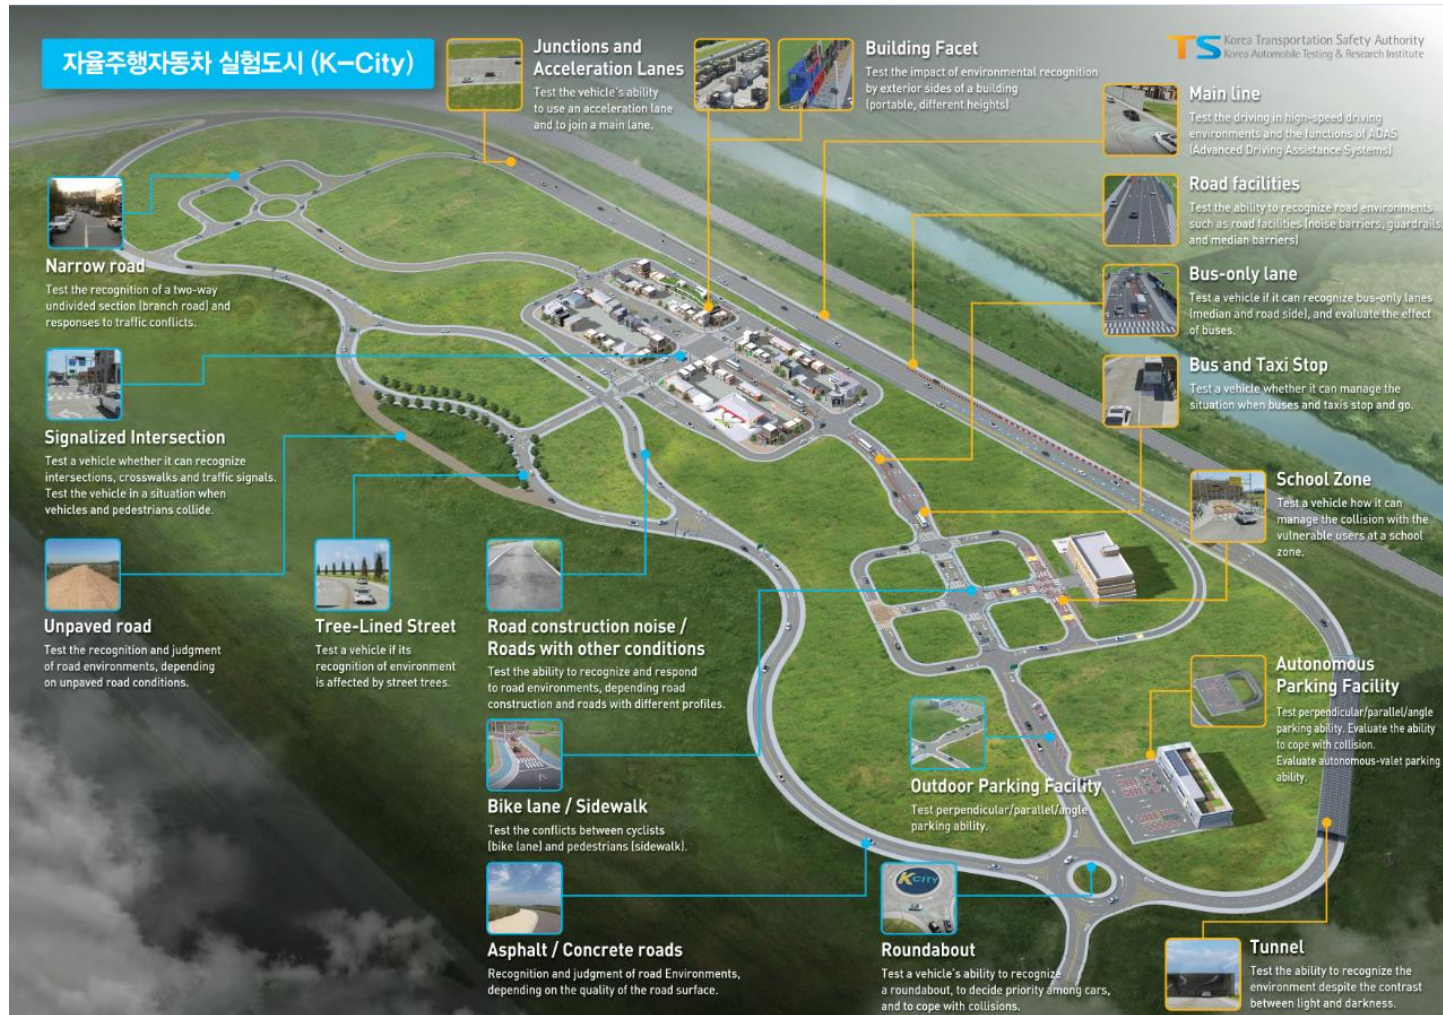 자율주행자동차 실험도시 (K-City)
Junctions and
Acceleration Lanes
Test the vehicle's ability
to use an acceleration lane
and to join a main lane.
Building Facet
Test the impact of environmental recognition
by exterior sides of a building
(portable, different heights)
TS Korea Transportation Safety Authority
Korea Automobile Testing & Research Institute
Main line
Test the driving in high-speed driving
environments and the functions of ADAS
(Advanced Driving Assistance Systems)
Road facilities
Test the ability to recognize road environments
such as road facilities (noise barriers, guardrails,
and median barriers)
Bus-only lane
Test a vehicle if it can recognize bus-only lanes
(median and road side), and evaluate the effect
of buses.
Bus and Taxi Stop
Test a vehicle whether it can manage the
situation when buses and taxis stop and go.
School Zone
Test a vehicle how it can
manage the collision with the
vulnerable users at a school
zone.
Narrow road
Test the recognition of a two-way
undivided section (branch road) and
responses to traffic conflicts.
Signalized Intersection
Test a vehicle whether it can recognize
intersections, crosswalks and traffic signals.
Test the vehicle in a situation when
vehicles and pedestrians collide.
Unpaved road
Test the recognition and judgment
of road environments, depending
on unpaved road conditions.
Tree-Lined Street
Test a vehicle if its
recognition of environment
is affected by street trees.
Road construction noise /
Roads with other conditions
Test the ability to recognize and respond
to road environments, depending road
construction and roads with different profiles.
Bike lane / Sidewalk
Test the conflicts between cyclists
(bike lane) and pedestrians (sidewalk).
Asphalt / Concrete roads
Recognition and judgment of road Environments,
depending on the quality of the road surface.
Outdoor Parking Facility
Test perpendicular/parallel/angle
parking ability.
Autonomous
Parking Facility
Test perpendicular/parallel/angle
parking ability. Evaluate the ability
to cope with collision.
Evaluate autonomous-valet parking
ability.
K CITY
Roundabout
Test a vehicle's ability to recognize
a roundabout, to decide priority among cars,
and to cope with collisions.
Tunnel
Test the ability to recognize the
environment despite the contrast
between light and darkness.